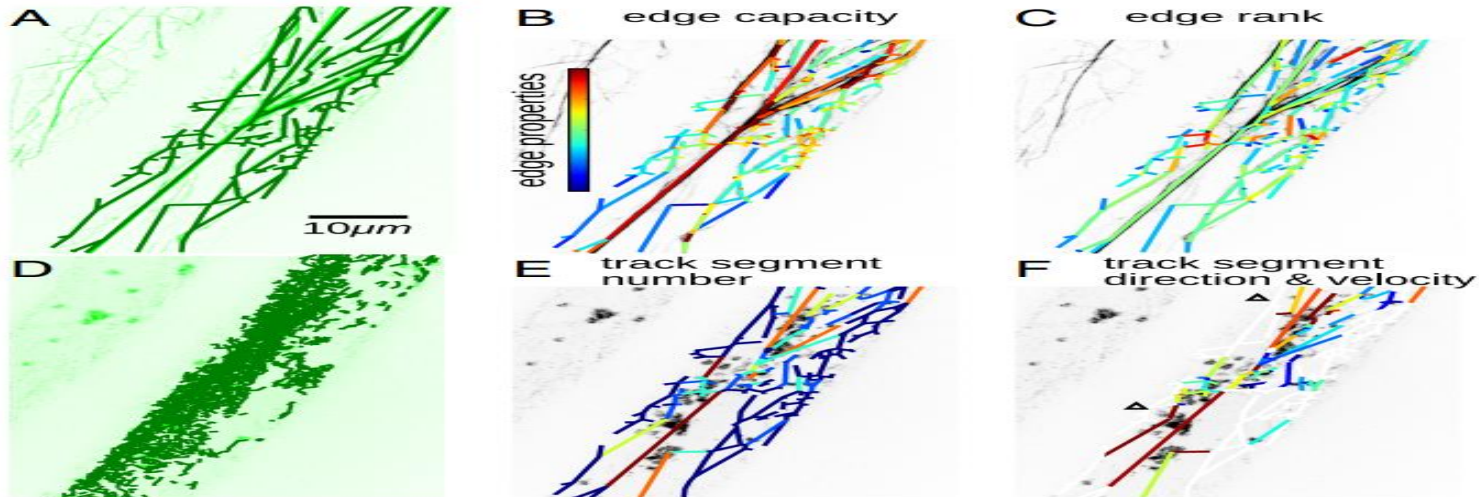 A
B edge capacity
C edge rank
edge properties
10μm
D
E track segment
number
F track segment
direction & velocity